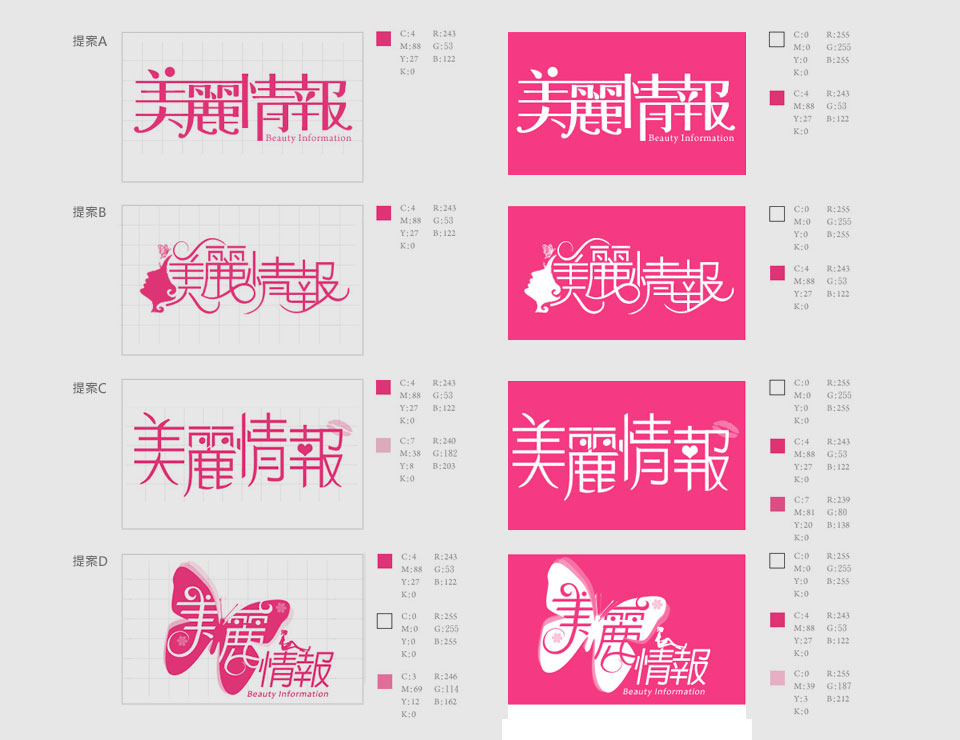 提案A
美麗情報
Beauty Information
C:4 R:243
M:88 G:53
Y:27 B:122
K:0
美麗情報
Beauty Information
C:0 R:255
M:0 G:255
Y:0 B:255
K:0
C:4 R:243
M:88 G:53
Y:27 B:122
K:0
提案B
美麗情報
C:4 R:243
M:88 G:53
Y:27 B:122
K:0
美麗情報
C:0 R:255
M:0 G:255
Y:0 B:255
K:0
C:4 R:243
M:88 G:53
Y:27 B:122
K:0
提案C
美麗情報
C:4 R:243
M:88 G:53
Y:27 B:122
K:0
C:7 R:240
M:38 G:182
Y:8 B:203
K:0
美麗情報
C:0 R:255
M:0 G:255
Y:0 B:255
K:0
C:4 R:243
M:88 G:53
Y:27 B:122
K:0
C:7 R:239
M:81 G:80
Y:20 B:138
K:0
提案D
美麗
情報
Beauty Information
C:4 R:243
M:88 G:53
Y:27 B:122
K:0
C:0 R:255
M:0 G:255
Y:0 B:255
K:0
C:3 R:246
M:69 G:114
Y:12 B:162
K:0
美麗
情報
Beauty Information
C:0 R:255
M:0 G:255
Y:0 B:255
K:0
C:4 R:243
M:88 G:53
Y:27 B:122
K:0
C:0 R:255
M:39 G:187
Y:3 B:212
K:0